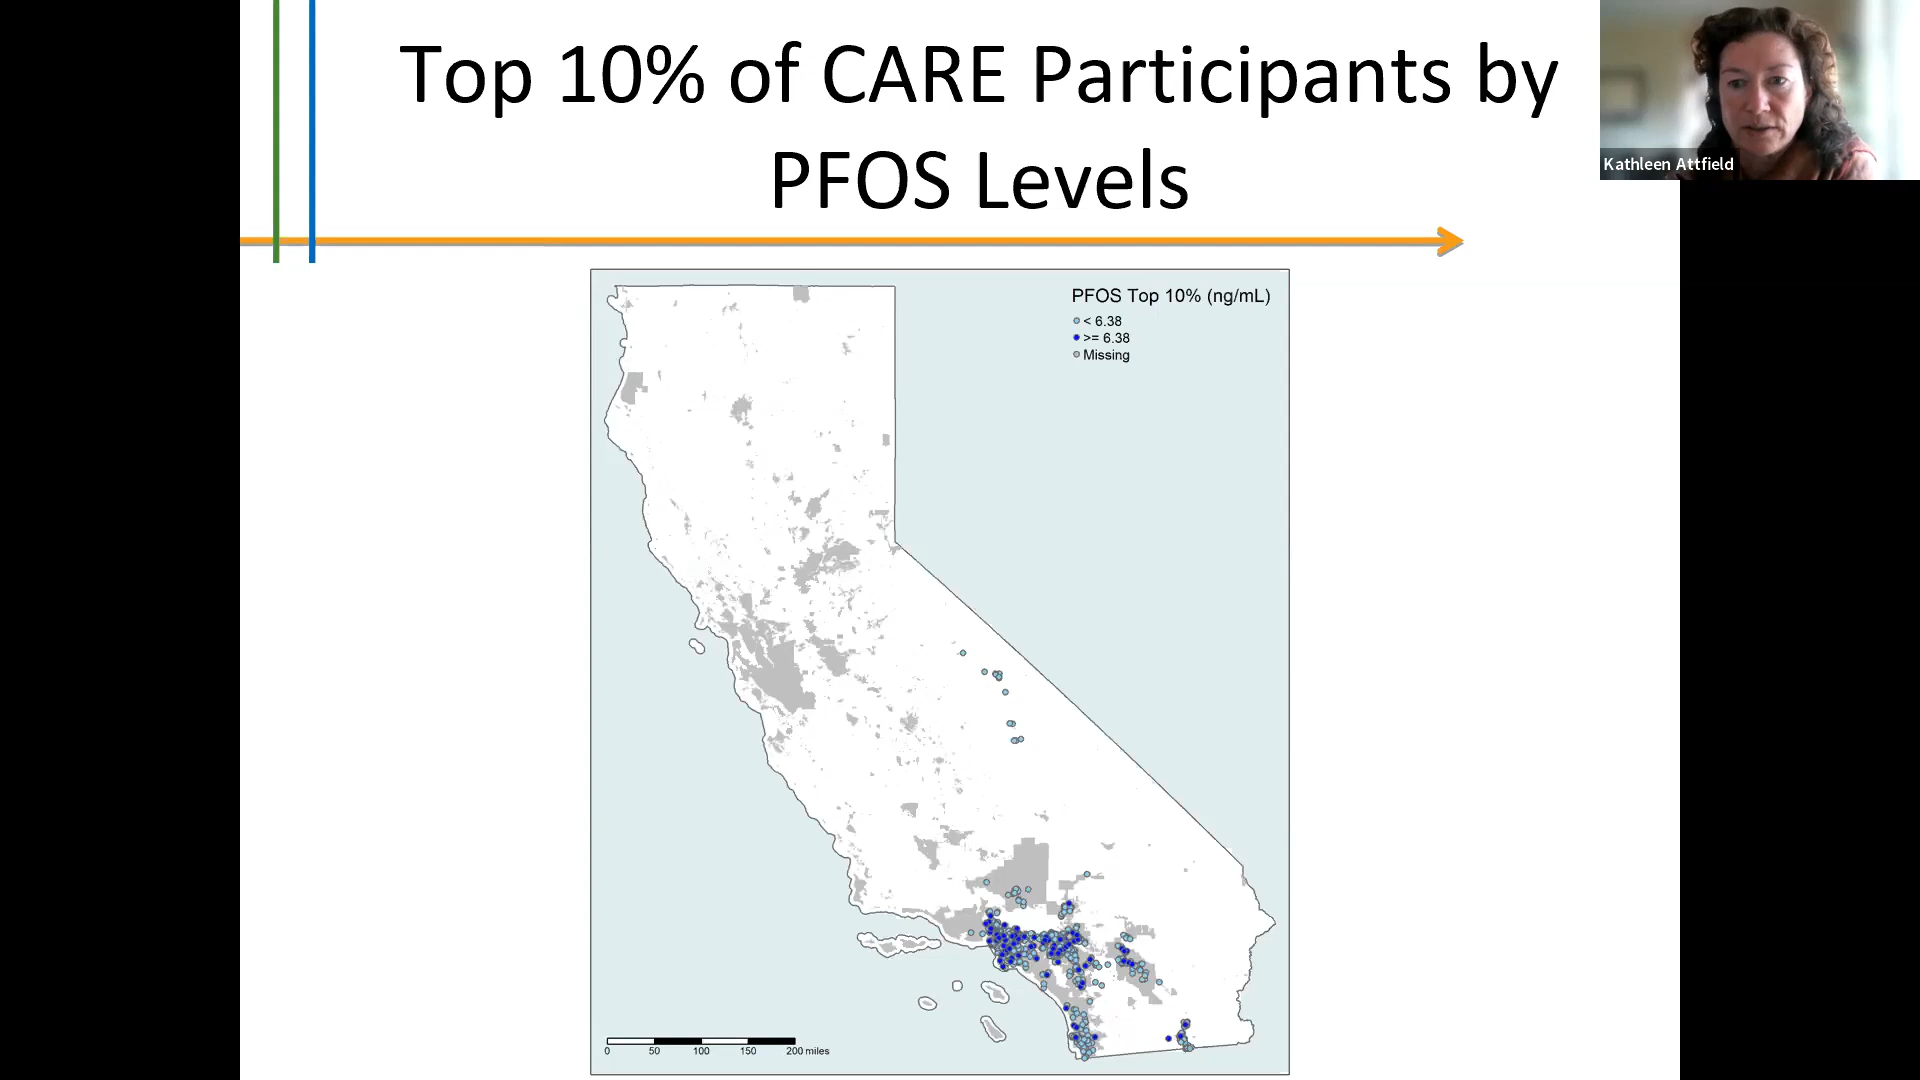 Top 10% of CARE Participants by
PFOS Levels
Kathleen Attfield
PFOS Top 10% (ng/mL)
< 6.38
>= 6.38
Missing
0 50 100 150 200 miles